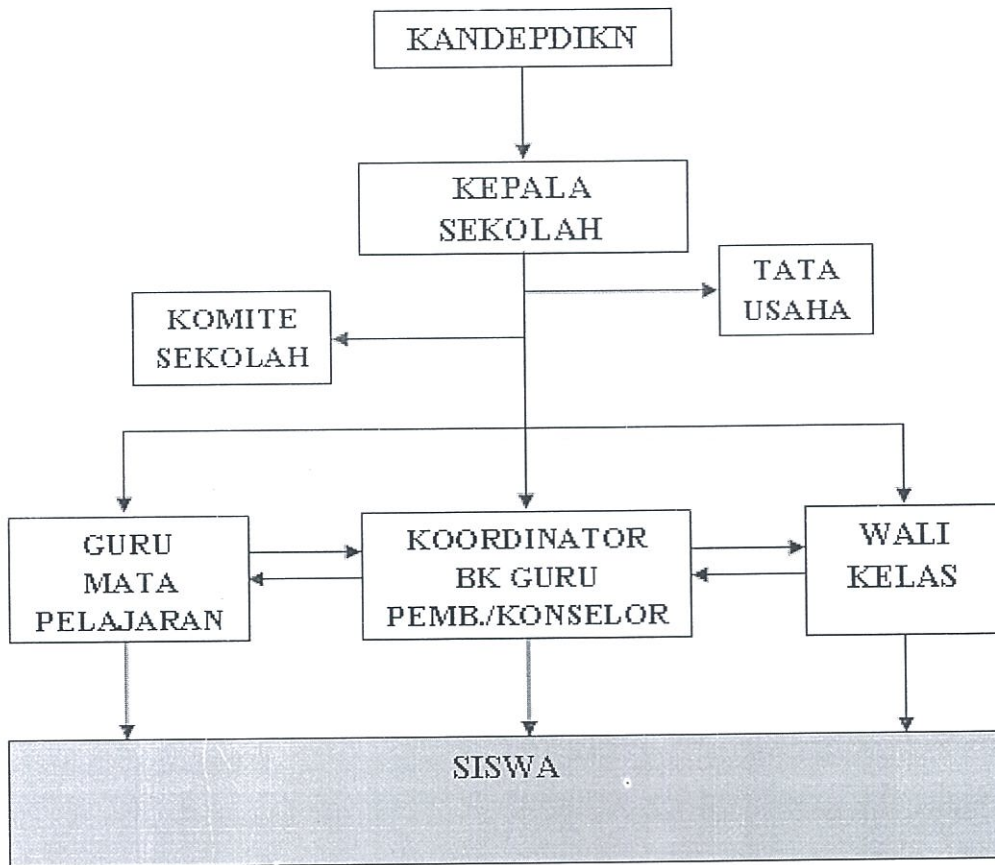 KANDEPDIKN
KEPALA
SEKOLAH
TATA
USAHA
KOMITE
SEKOLAH
GURU
MATA
PELAJARAN
KOORDINATOR
BK GURU
PEMB./KONSELOR
WALI
KELAS
SISWA